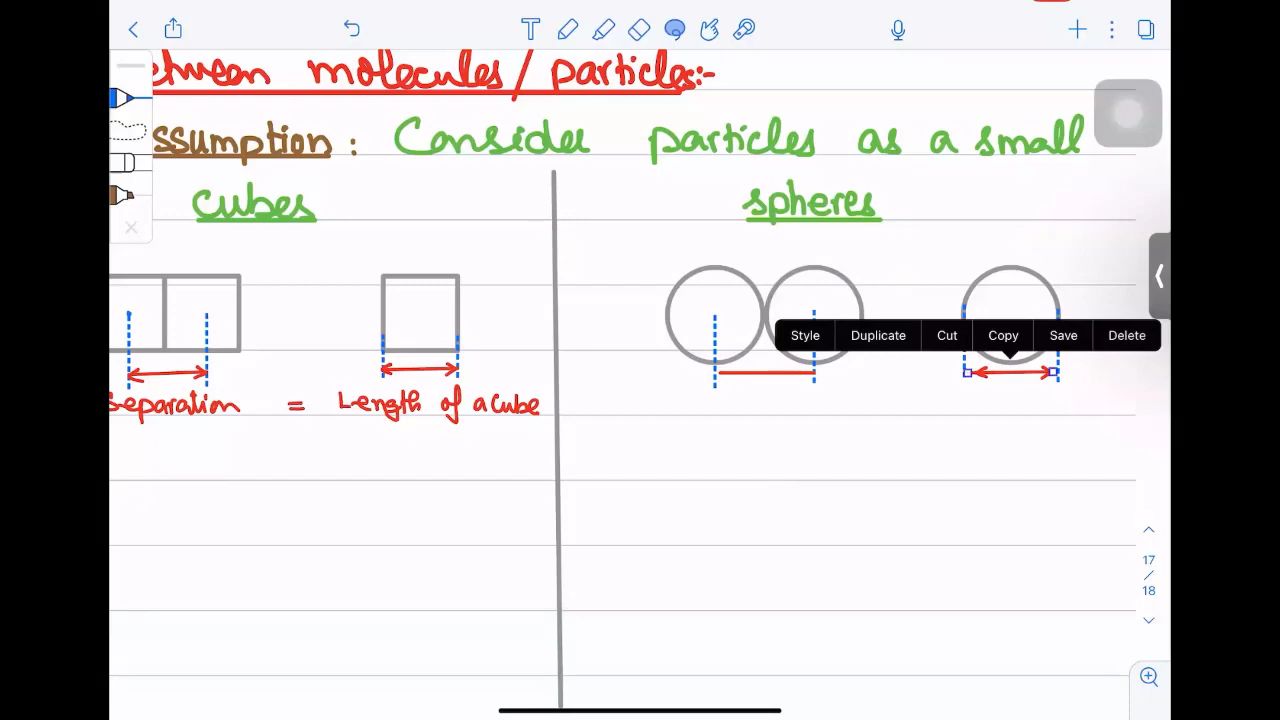 etween molecules/particles:-
ssumption: Consider particles as a small
cubes
spheres
Style Duplicate Cut Copy Save Delete
separation = Length of a cube
17
/
18